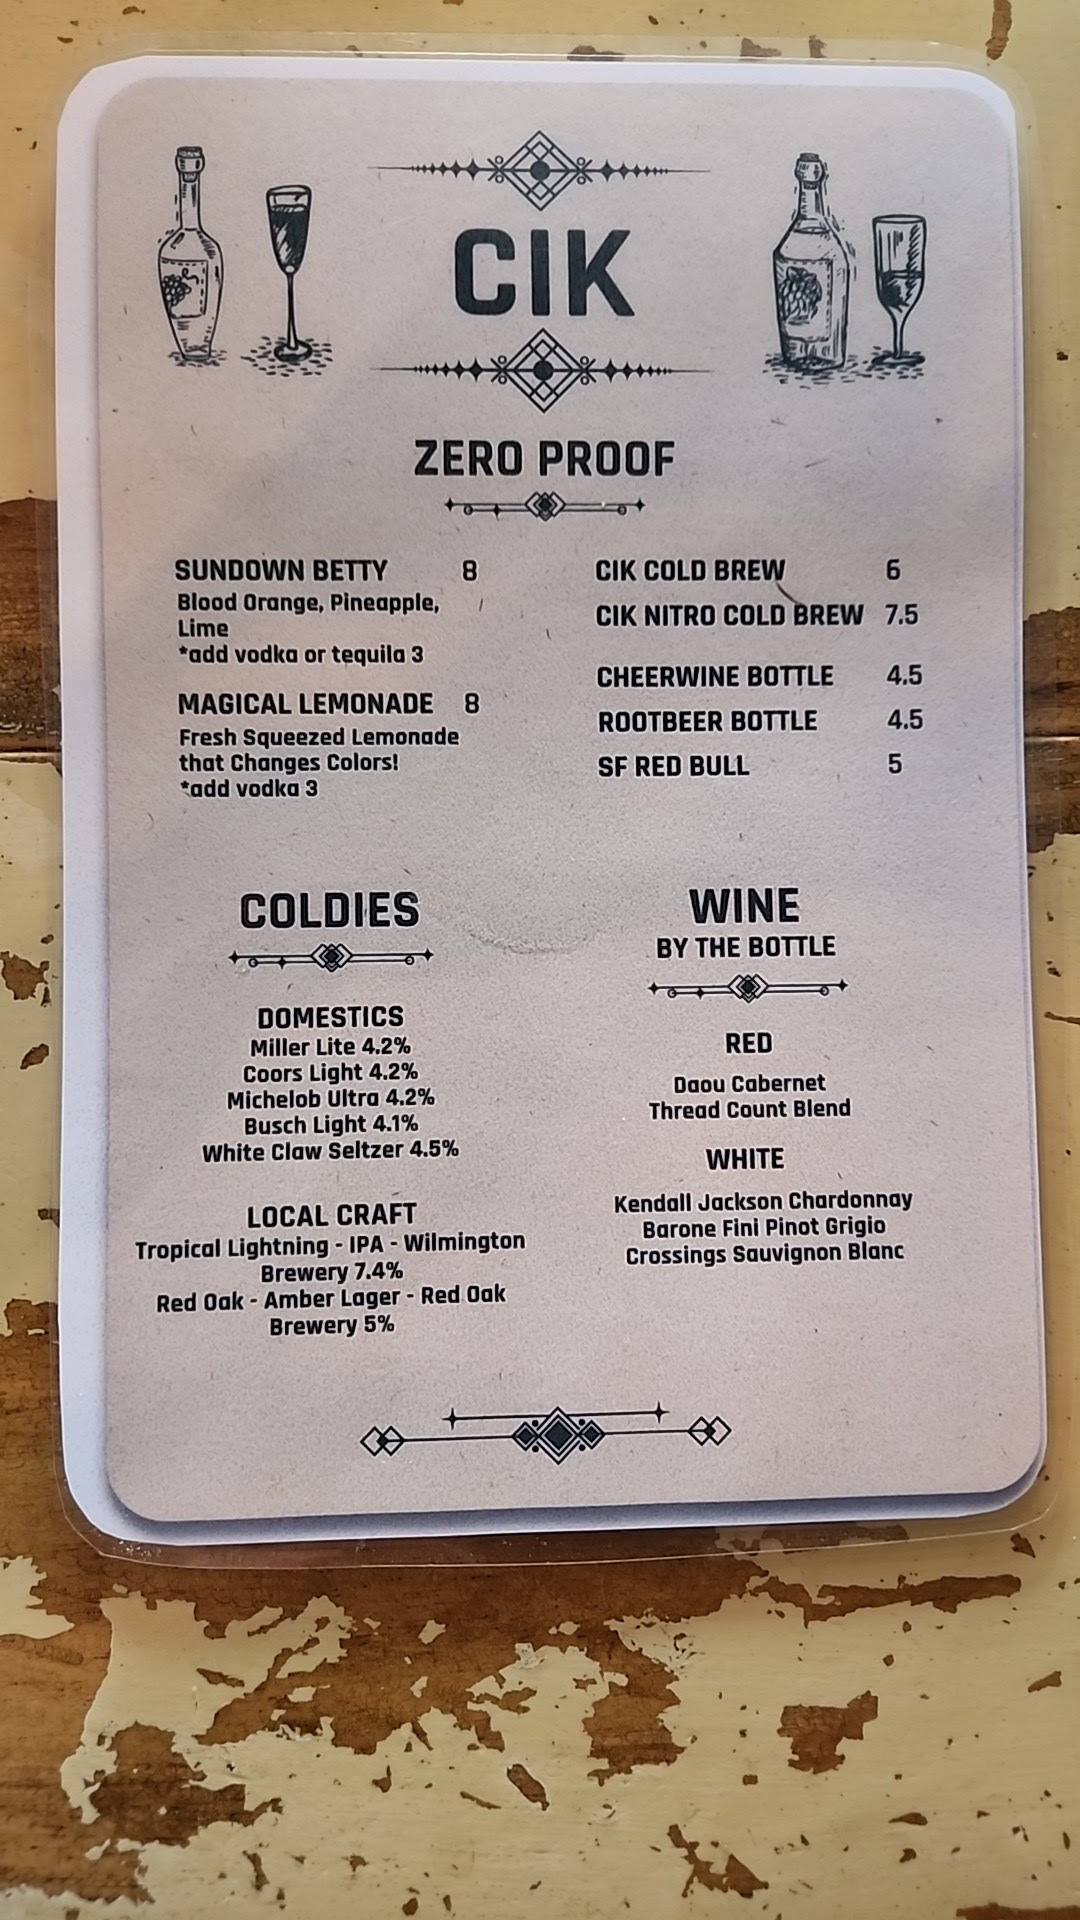 CIK
ZERO PROOF
SUNDOWN BETTY 8
Blood Orange, Pineapple,
Lime
*add vodka or tequila 3
MAGICAL LEMONADE 8
Fresh Squeezed Lemonade
that Changes Colors!
*add vodka 3
CIK COLD BREW 6
CIK NITRO COLD BREW 7.5
CHEERWINE BOTTLE 4.5
ROOTBEER BOTTLE 4.5
SF RED BULL 5
COLDIES
DOMESTICS
Miller Lite 4.2%
Coors Light 4.2%
Michelob Ultra 4.2%
Busch Light 4.1%
White Claw Seltzer 4.5%
LOCAL CRAFT
Tropical Lightning - IPA - Wilmington
Brewery 7.4%
Red Oak - Amber Lager - Red Oak
Brewery 5%
WINE
BY THE BOTTLE
RED
Daou Cabernet
Thread Count Blend
WHITE
Kendall Jackson Chardonnay
Barone Fini Pinot Grigio
Crossings Sauvignon Blanc